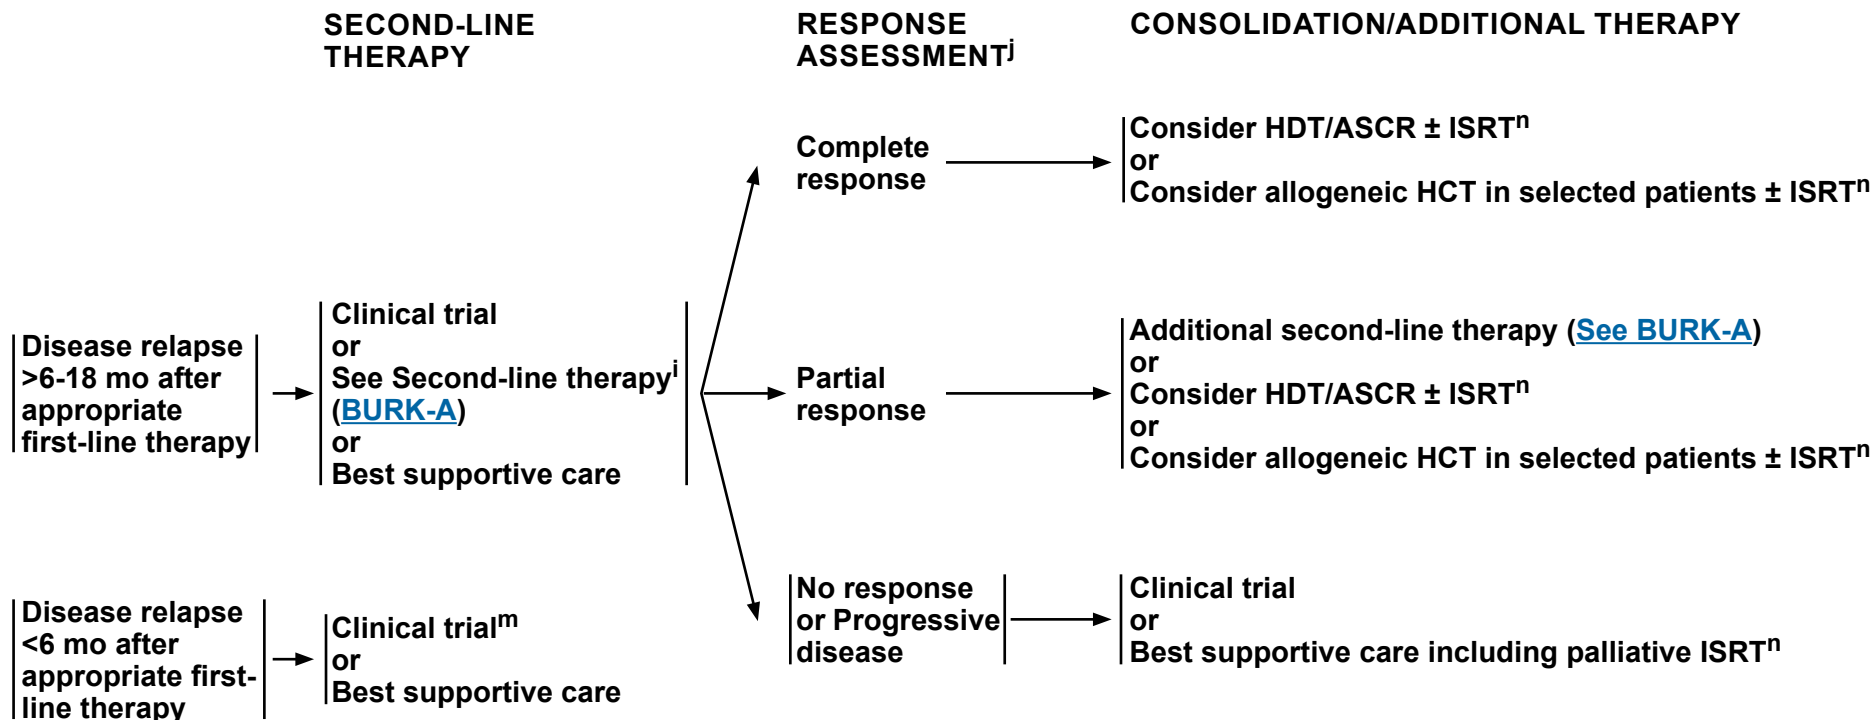 SECOND-LINE
THERAPY
RESPONSE
ASSESSMENTj
CONSOLIDATION/ADDITIONAL THERAPY
Disease relapse
>6-18 mo after
appropriate
first-line therapy
Clinical trial
or
See Second-line therapyi
(BURK-A)
or
Best supportive care
Complete
response
Consider HDT/ASCR ± ISRTn
or
Consider allogeneic HCT in selected patients ± ISRTn
Partial
response
Additional second-line therapy (See BURK-A)
or
Consider HDT/ASCR ± ISRTn
or
Consider allogeneic HCT in selected patients ± ISRTn
No response
or Progressive
disease
Clinical trial
or
Best supportive care including palliative ISRTn
Disease relapse
<6 mo after
appropriate first-
line therapy
Clinical trialm
or
Best supportive care